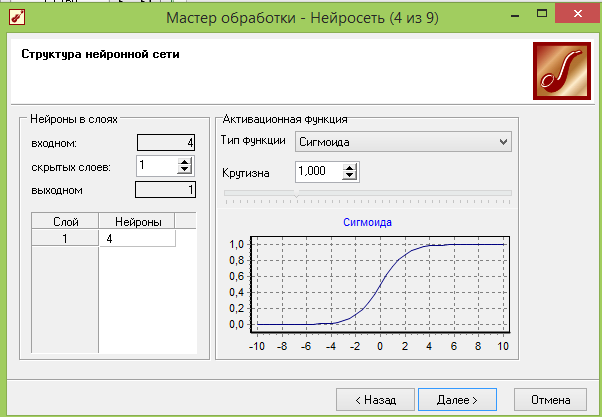 Мастер обработки - Нейросеть (4 из 9)
Структура нейронной сети
Нейроны в слоях
входном: 4
скрытых слоев: 1
выходном 1
Слой Нейроны
1 4
Активационная функция
Тип функции Сигмоида
Крутизна 1,000
Сигмоида
1,0
0,8
0,6
0,4
0,2
0,0
-10 -8 -6 -4 -2 0 2 4 6 8 10
< Назад Далее > Отмена